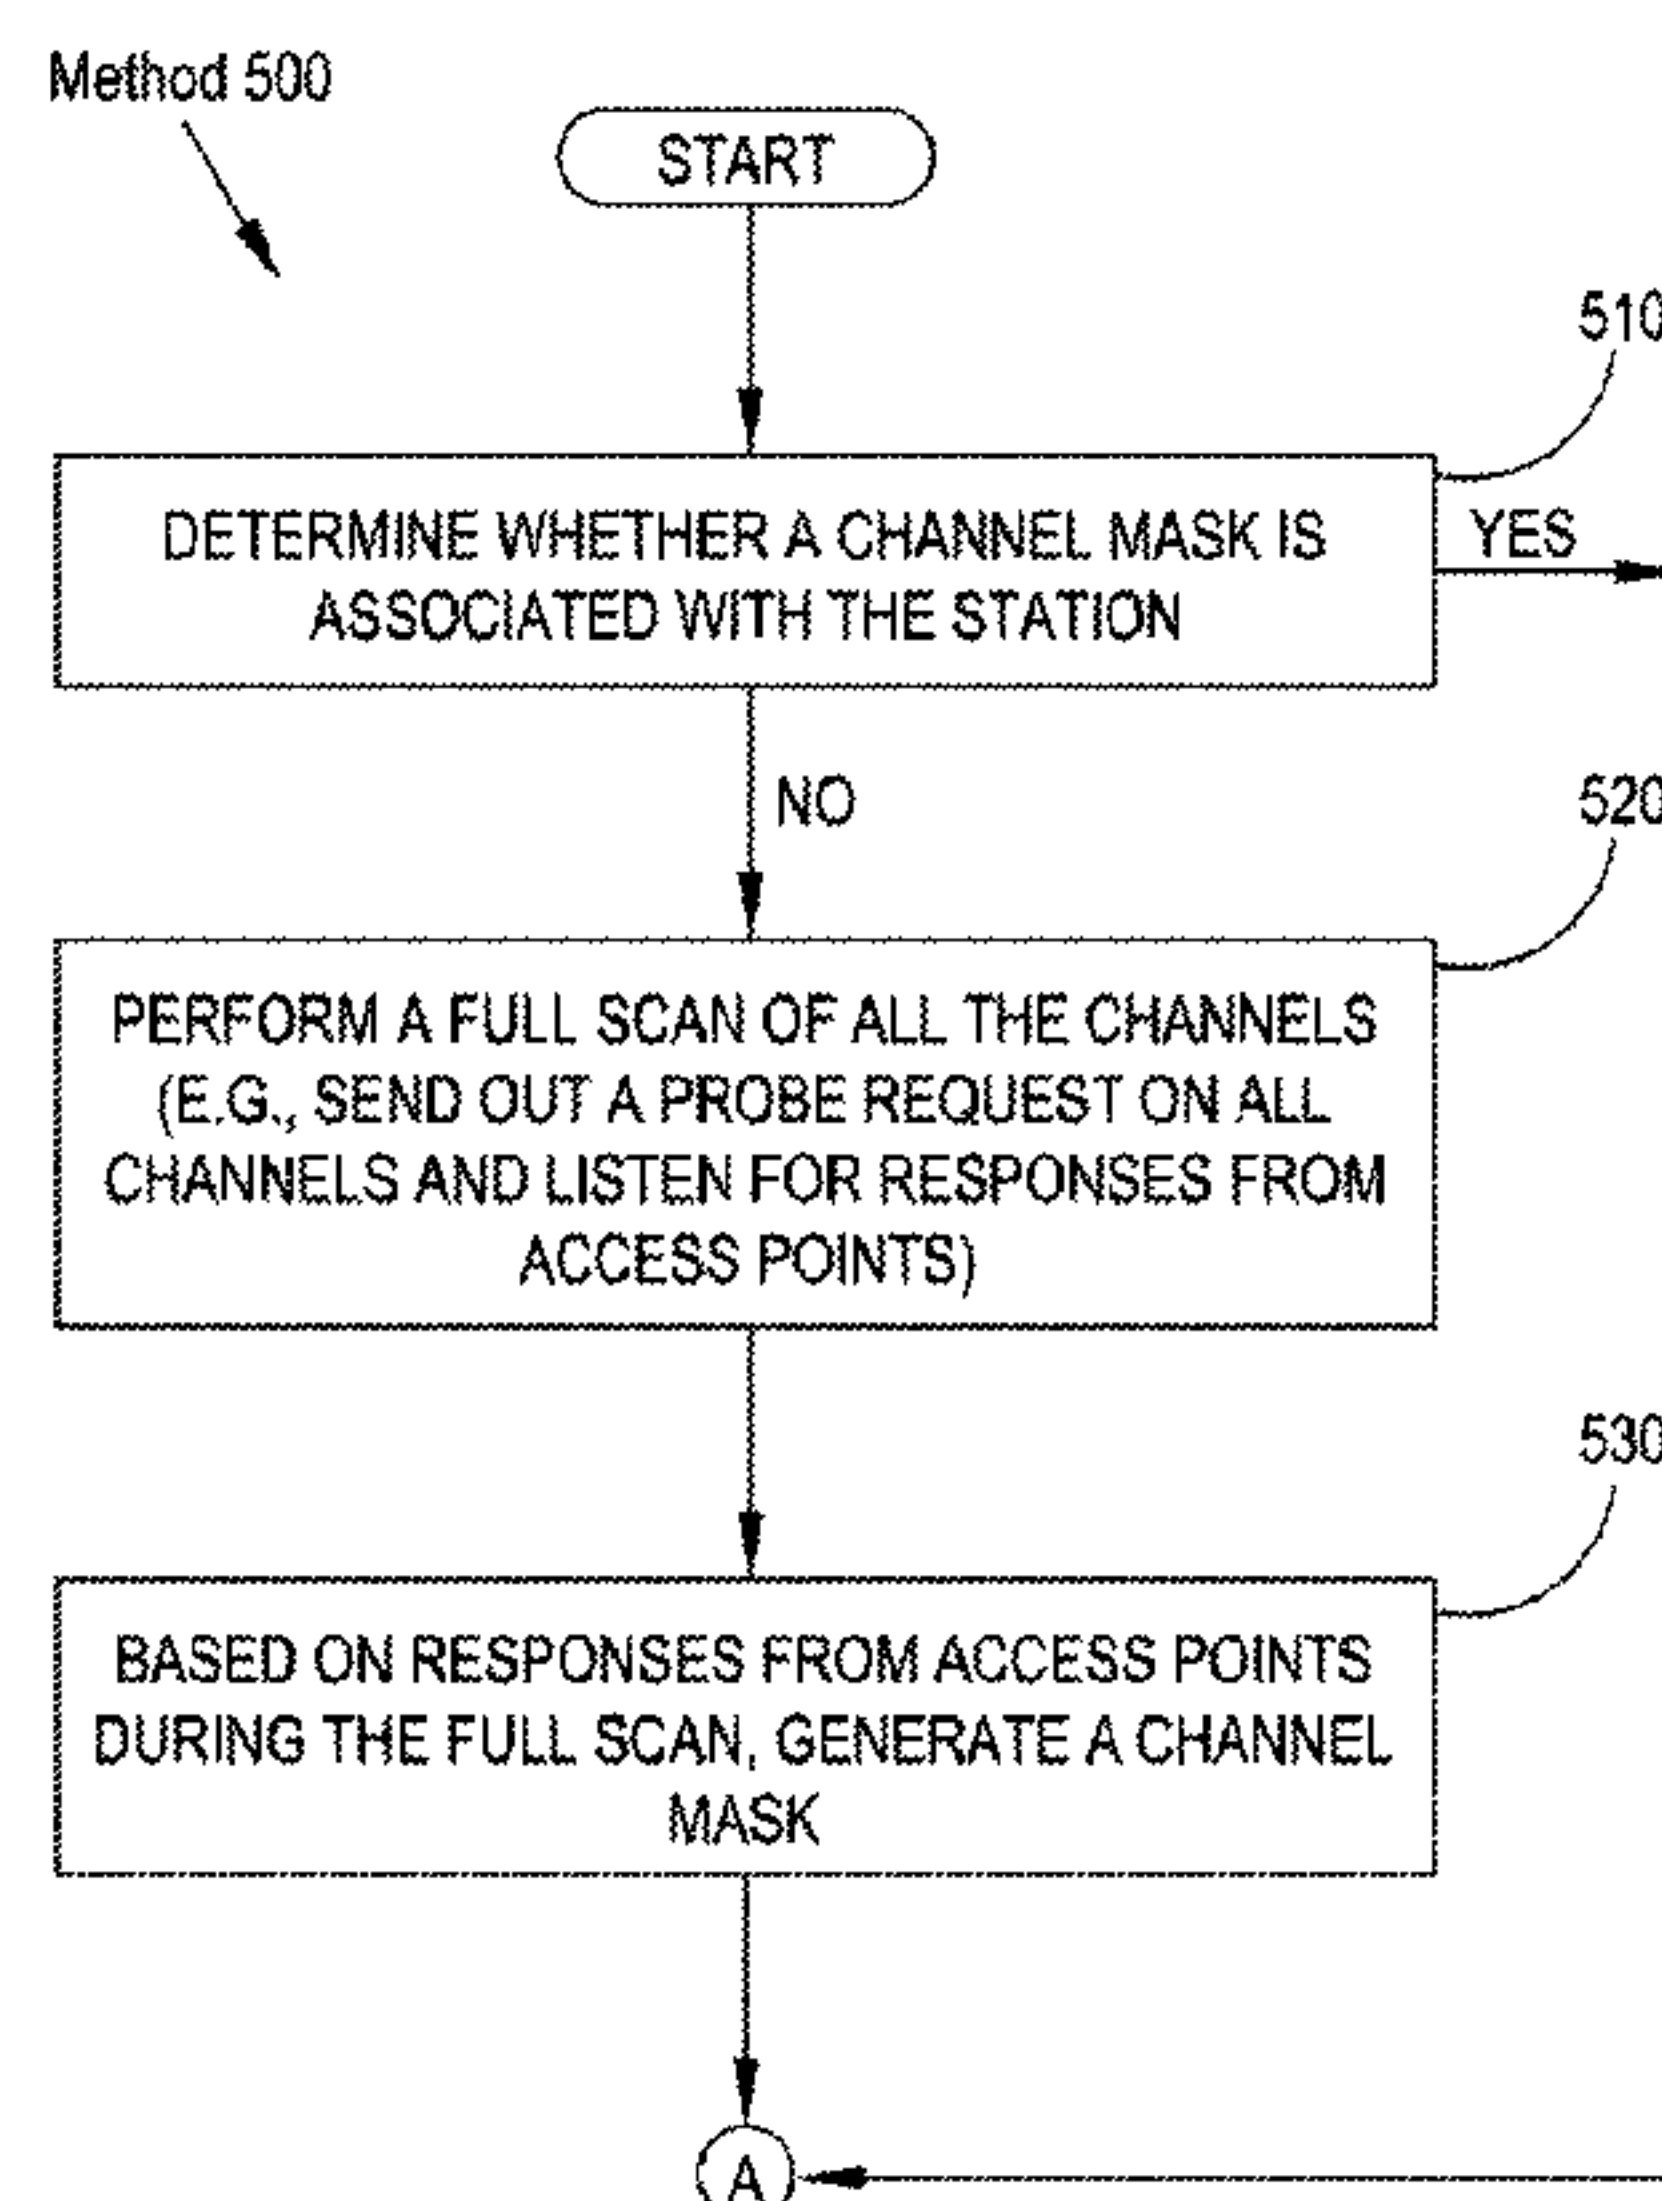 Method 500
START
510
DETERMINE WHETHER A CHANNEL MASK IS
ASSOCIATED WITH THE STATION
YES
NO
520
PERFORM A FULL SCAN OF ALL THE CHANNELS
(E.G., SEND OUT A PROBE REQUEST ON ALL
CHANNELS AND LISTEN FOR RESPONSES FROM
ACCESS POINTS)
530
BASED ON RESPONSES FROM ACCESS POINTS
DURING THE FULL SCAN, GENERATE A CHANNEL
MASK
A